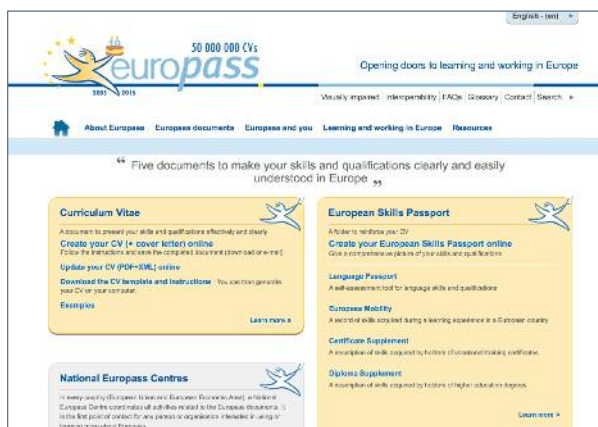 English - (en)
50 000 000 CVs
europass
2005 2015
Opening doors to learning and working in Europe
Visually impaired Interoperability FAQs Glossary Contact Search
About Europass Europass documents Europass and you Learning and working in Europe Resources
“ Five documents to make your skills and qualifications clearly and easily
understood in Europe ”
Curriculum Vitae
A document to present your skills and qualifications effectively and clearly
Create your CV (+ cover letter) online
Follow the instructions and save the completed document (download or e-mail)
Update your CV (PDF+XML) online
Download the CV template and instructions You can then generate
your CV on your computer.
Examples
Learn more »
European Skills Passport
A folder to reinforce your CV
Create your European Skills Passport online
Give a comprehensive picture of your skills and qualifications
Language Passport
A self-assessment tool for language skills and qualifications
Europass Mobility
A record of skills acquired during a learning experience in a European country
Certificate Supplement
A description of skills acquired by holders of vocational training certificates
Diploma Supplement
A description of skills acquired by holders of higher education degrees
Learn more >
National Europass Centres
In every country (European Union and European Economic Area), a National
Europass Centre coordinates all activities related to the Europass documents. It
is the first point of contact for any person or organisation interested in using or